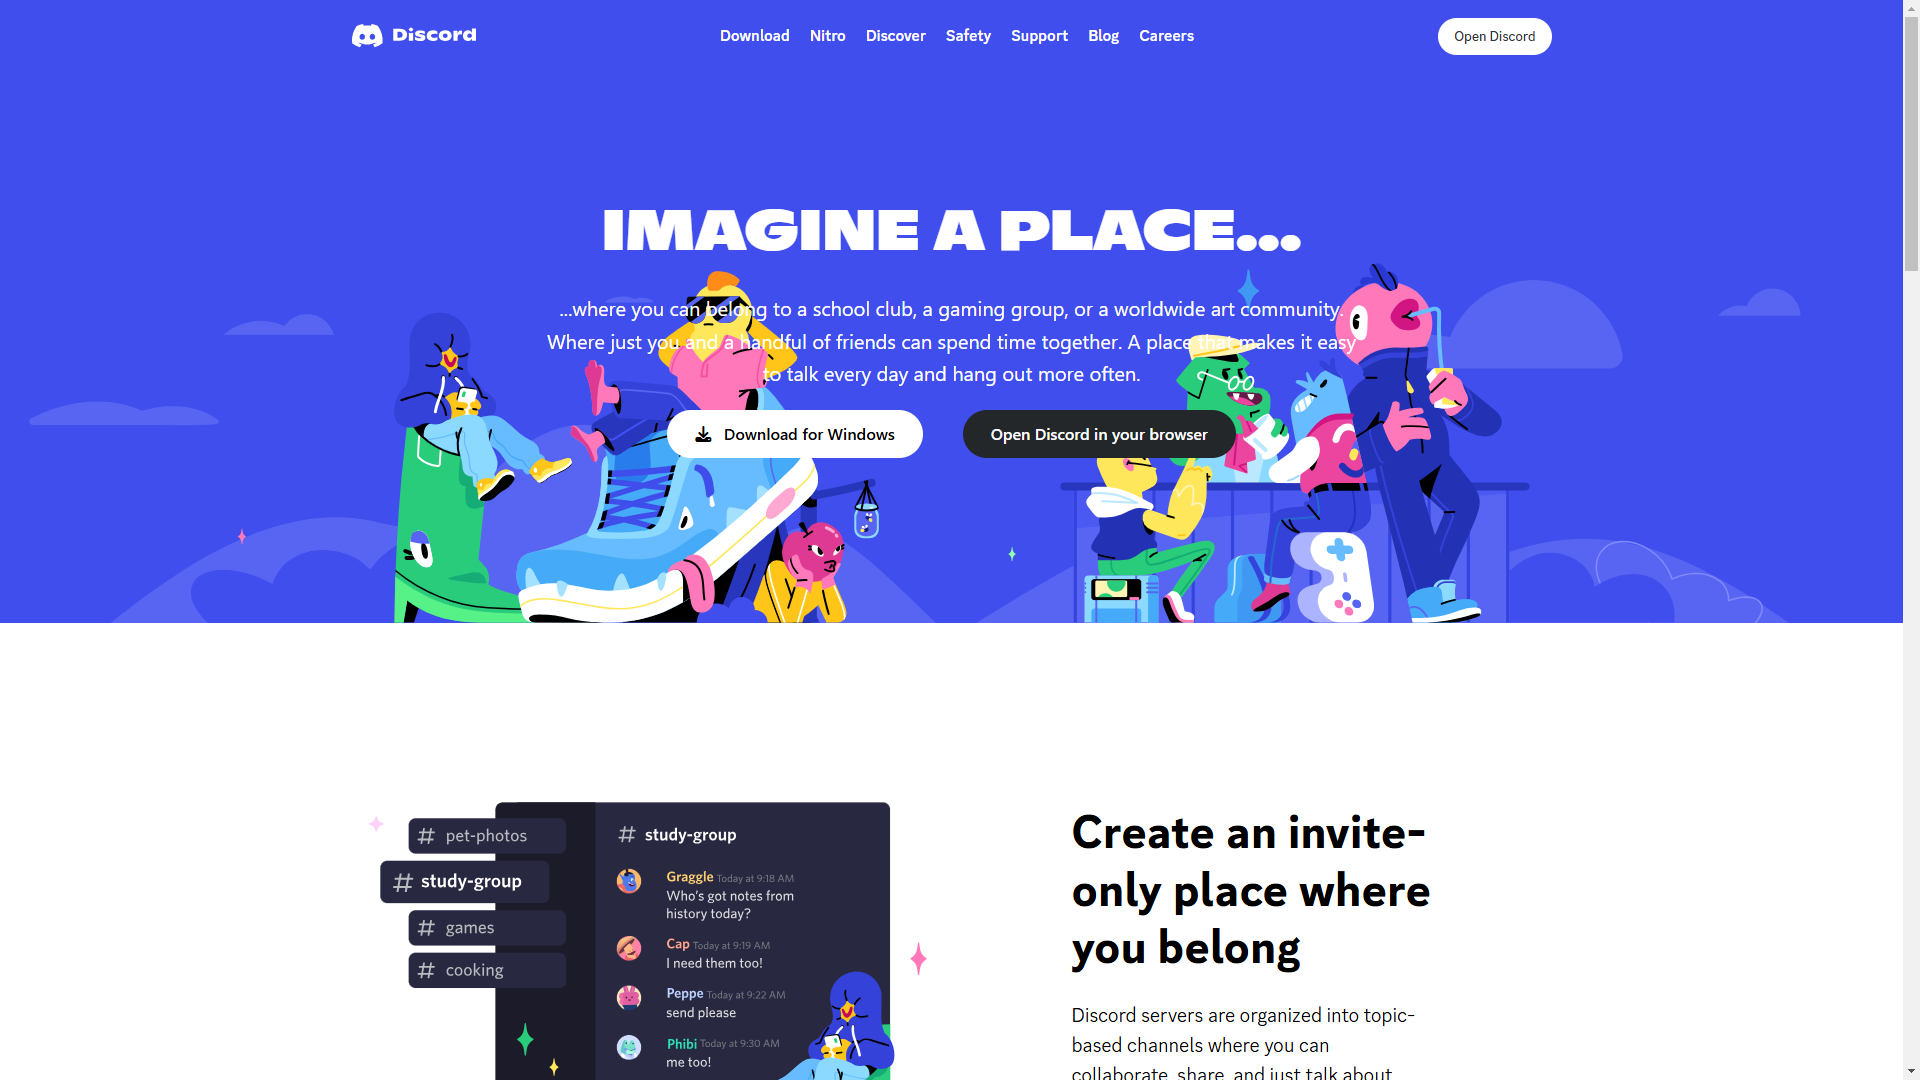 Discord
Download Nitro Discover Safety Support Blog Careers
Open Discord
IMAGINE A PLACE...
...where you can belong to a school club, a gaming group, or a worldwide art community.
Where just you and a handful of friends can spend time together. A place that makes it easy
to talk every day and hang out more often.
Download for Windows
Open Discord in your browser
# pet-photos
# study-group
# games
# cooking
# study-group
Graggle Today at 9:18 AM
Who's got notes from
history today?
Cap Today at 9:19 AM
I need them too!
Peppe Today at 9:22 AM
send please
Phibi Today at 9:30 AM
me too!
Create an invite-
only place where
you belong
Discord servers are organized into topic-
based channels where you can
collaborate, share, and just talk about